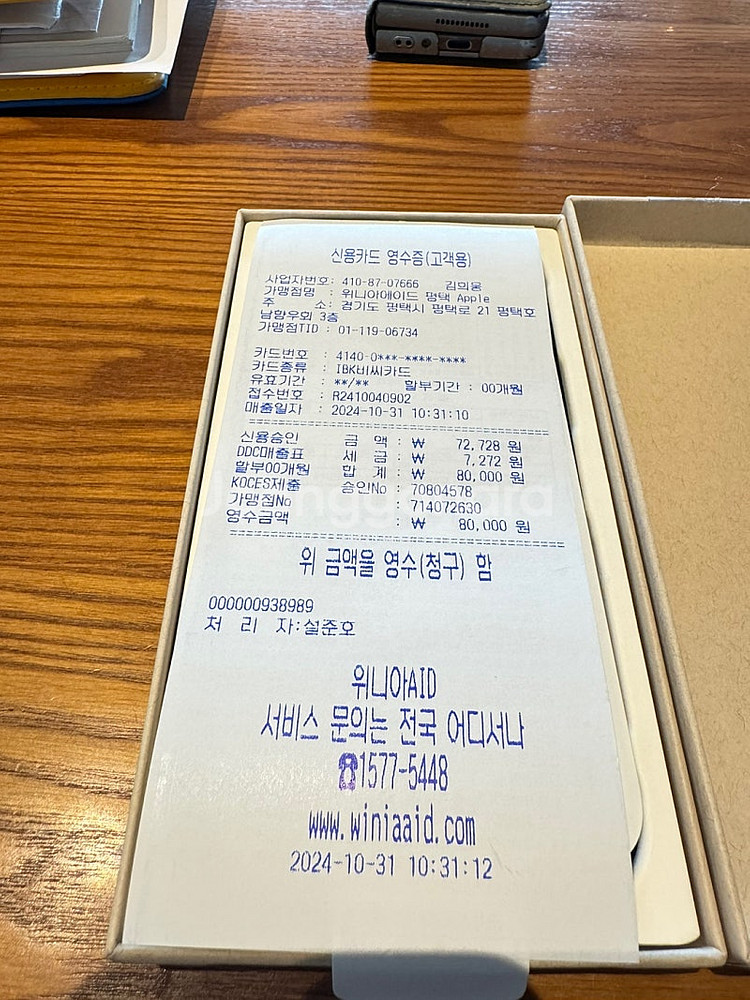 신용카드 영수증(고객용)
사업자번호: 410-87-07666 김의웅
가맹점명 : 위니아에이드 평택 Apple
주 소: 경기도 평택시 평택로 21 평택호
남향우회 3층
가맹점TID : 01-119-06734
카드번호 : 4140-0***-****-****
카드종류 : IBK비씨카드
유효기간 : **/** 할부기간 : 00개월
접수번호 : R2410040902
매출일자 : 2024-10-31 10:31:10
신용승인 금 액 : ₩ 72,728 원
DDC매출표 세 금 : ₩ 7,272 원
할부00개월 합 계 : ₩ 80,000 원
KOCES제출 승인No : 70804578
가맹점No : 714072630
영수금액 : ₩ 80,000 원
위 금액을 영수(청구) 함
000000938989
처 리 자:설준호
위니아AID
서비스 문의는 전국 어디서나
☎1577-5448
www.winiaaid.com
2024-10-31 10:31:12